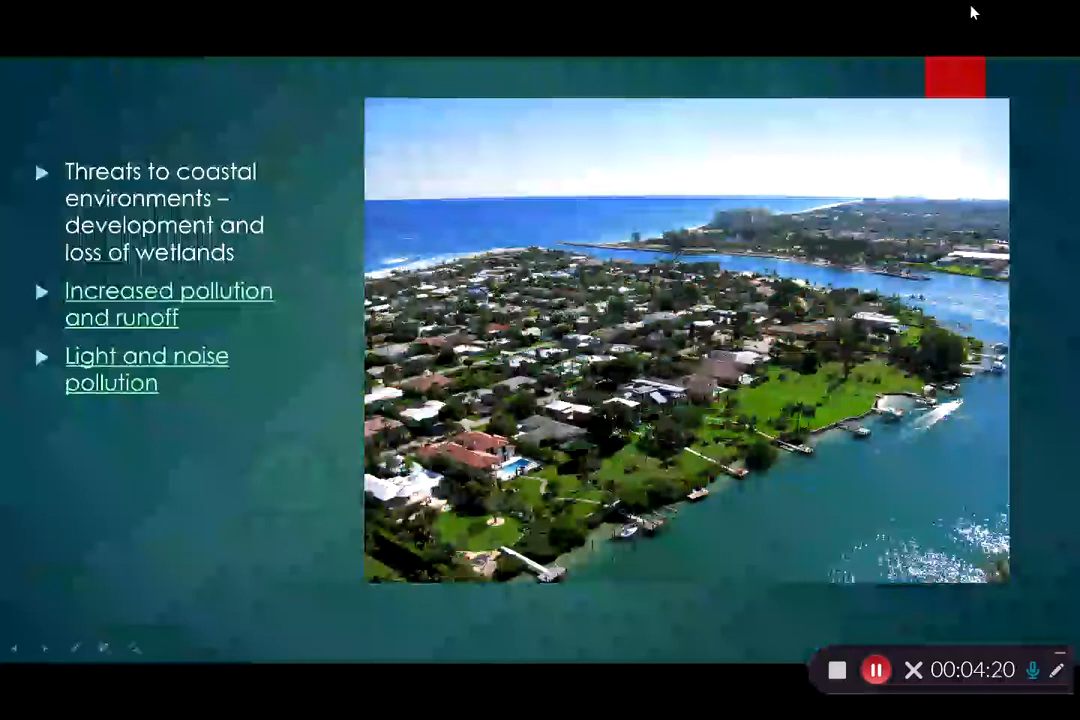 Threats to coastal
environments –
development and
loss of wetlands
Increased pollution
and runoff
Light and noise
pollution
00:04:20